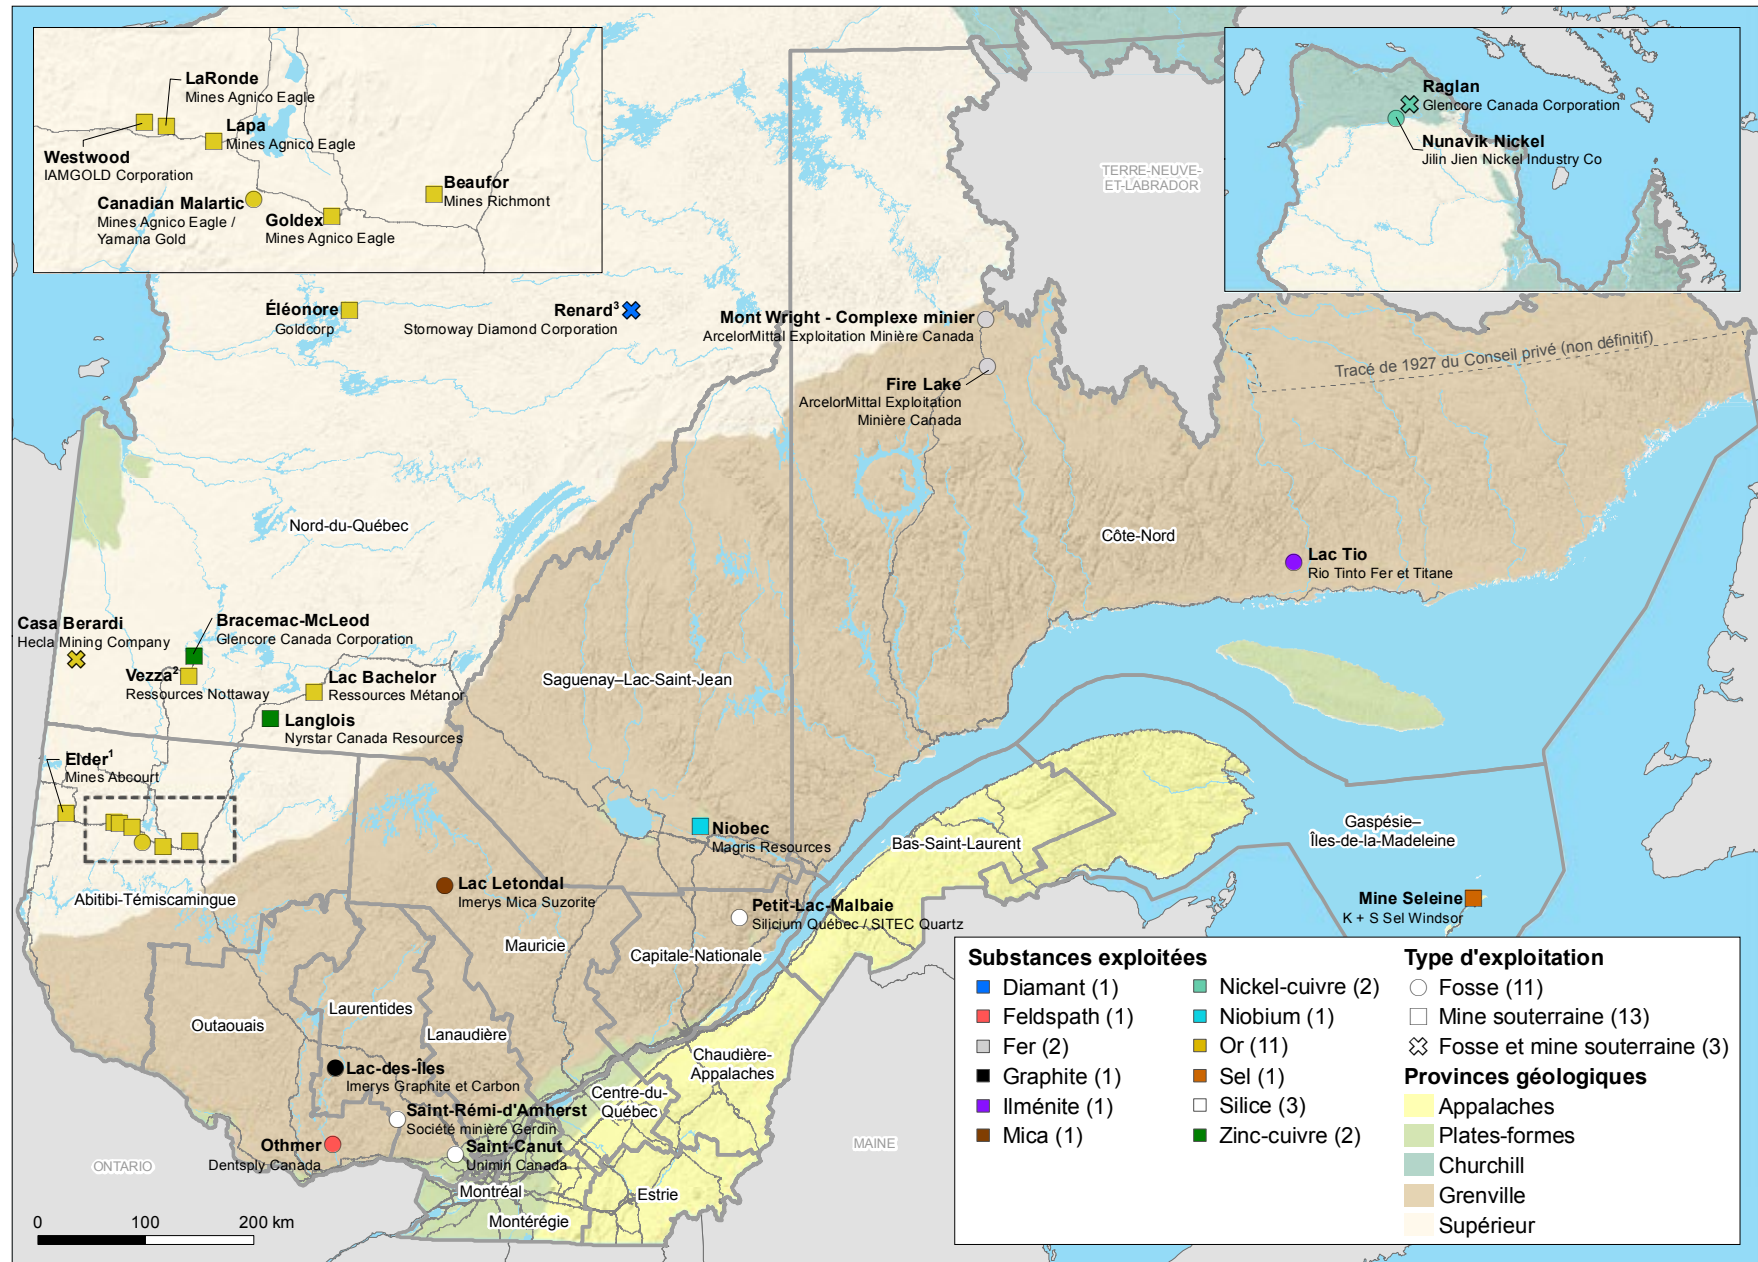 LaRonde
Mines Agnico Eagle
Lapa
Mines Agnico Eagle
Westwood
IAMGOLD Corporation
Beaufor
Mines Richmont
Canadian Malartic
Mines Agnico Eagle /
Yamana Gold
Goldex
Mines Agnico Eagle
Raglan
Glencore Canada Corporation
Nunavik Nickel
Jilin Jien Nickel Industry Co
TERRE-NEUVE-
ET-LABRADOR
Éléonore
Goldcorp
Renard³
Stornoway Diamond Corporation
Mont Wright - Complexe minier
ArcelorMittal Exploitation Minière Canada
Fire Lake
ArcelorMittal Exploitation
Minière Canada
Tracé de 1927 du Conseil privé (non définitif)
Nord-du-Québec
Côte-Nord
Lac Tio
Rio Tinto Fer et Titane
Casa Berardi
Hecla Mining Company
Bracemac-McLeod
Glencore Canada Corporation
Vezza²
Ressources Nottaway
Lac Bachelor
Ressources Métanor
Saguenay–Lac-Saint-Jean
Langlois
Nyrstar Canada Resources
Elder¹
Mines Abcourt
Niobec
Magris Resources
Bas-Saint-Laurent
Gaspésie–
Îles-de-la-Madeleine
Abitibi-Témiscamingue
Lac Letondal
Imerys Mica Suzorite
Petit-Lac-Malbaie
Silicium Québec / SITEC Quartz
Mine Seleine
K + S Sel Windsor
Mauricie
Capitale-Nationale
Laurentides
Outaouais
Lanaudière
Chaudière-
Appalaches
Lac-des-Îles
Imerys Graphite et Carbon
Centre-du-
Québec
Saint-Rémi-d'Amherst
Société minière Gerdin
Othmer
Dentsply Canada
Saint-Canut
Unimin Canada
MAINE
ONTARIO
Montréal
Estrie
Montérégie
0 100 200 km
Substances exploitées
Diamant (1)
Feldspath (1)
Fer (2)
Graphite (1)
Ilménite (1)
Mica (1)
Nickel-cuivre (2)
Niobium (1)
Or (11)
Sel (1)
Silice (3)
Zinc-cuivre (2)
Type d'exploitation
Fosse (11)
Mine souterraine (13)
Fosse et mine souterraine (3)
Provinces géologiques
Appalaches
Plates-formes
Churchill
Grenville
Supérieur